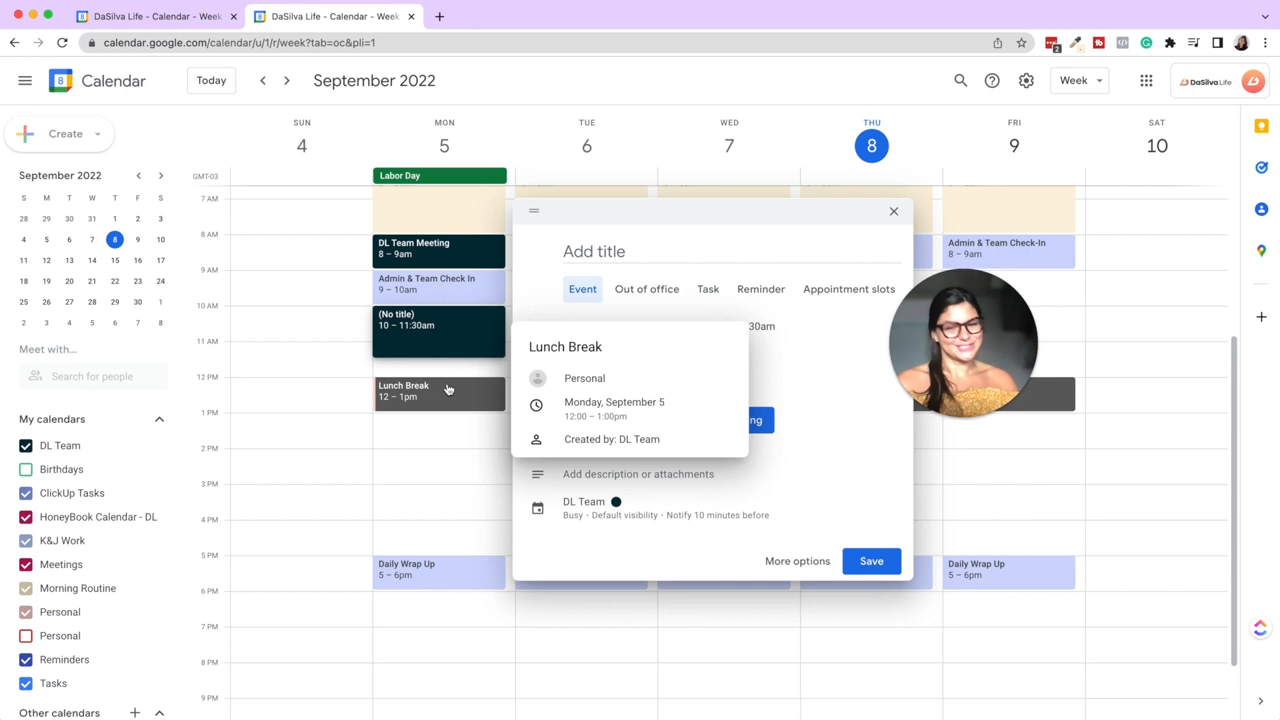 DaSilva Life - Calendar - Week
DaSilva Life - Calendar - Week
calendar.google.com/calendar/u/1/r/week?tab=oc&pli=1
2
8
Calendar
Today
September 2022
Week
DaSilva Life
Create
SUN
MON
TUE
WED
THU
FRI
SAT
4
5
6
7
8
9
10
GMT-03
Labor Day
September 2022
S M T W T F S
28 29 30 31 1 2 3
4 5 6 7 8 9 10
11 12 13 14 15 16 17
18 19 20 21 22 23 24
25 26 27 28 29 30 1
2 3 4 5 6 7 8
Meet with...
Search for people
My calendars
DL Team
Birthdays
ClickUp Tasks
HoneyBook Calendar - DL
K&J Work
Meetings
Morning Routine
Personal
Personal
Reminders
Tasks
Other calendars
7 AM
8 AM
9 AM
10 AM
11 AM
12 PM
1 PM
2 PM
3 PM
4 PM
5 PM
6 PM
7 PM
8 PM
9 PM
DL Team Meeting
8 – 9am
Admin & Team Check In
9 – 10am
(No title)
10 – 11:30am
Lunch Break
12 – 1pm
Daily Wrap Up
5 – 6pm
Add title
Event
Out of office
Task
Reminder
Appointment slots
30am
Lunch Break
Personal
Monday, September 5
12:00 – 1:00pm
Created by: DL Team
ng
Add description or attachments
DL Team
Busy · Default visibility · Notify 10 minutes before
More options
Save
Admin & Team Check-In
8 – 9am
Daily Wrap Up
5 – 6pm